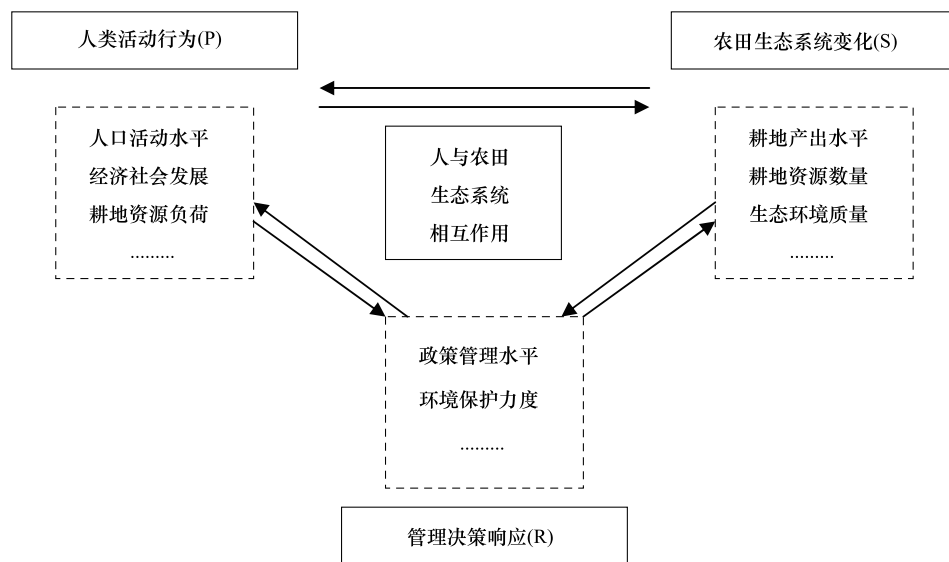 人类活动行为(P)
农田生态系统变化(S)
人口活动水平
经济社会发展
耕地资源负荷
………
人与农田
生态系统
相互作用
耕地产出水平
耕地资源数量
生态环境质量
………
政策管理水平
环境保护力度
………
管理决策响应(R)